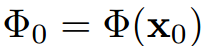 Φ₀ = Φ(𝐱₀)